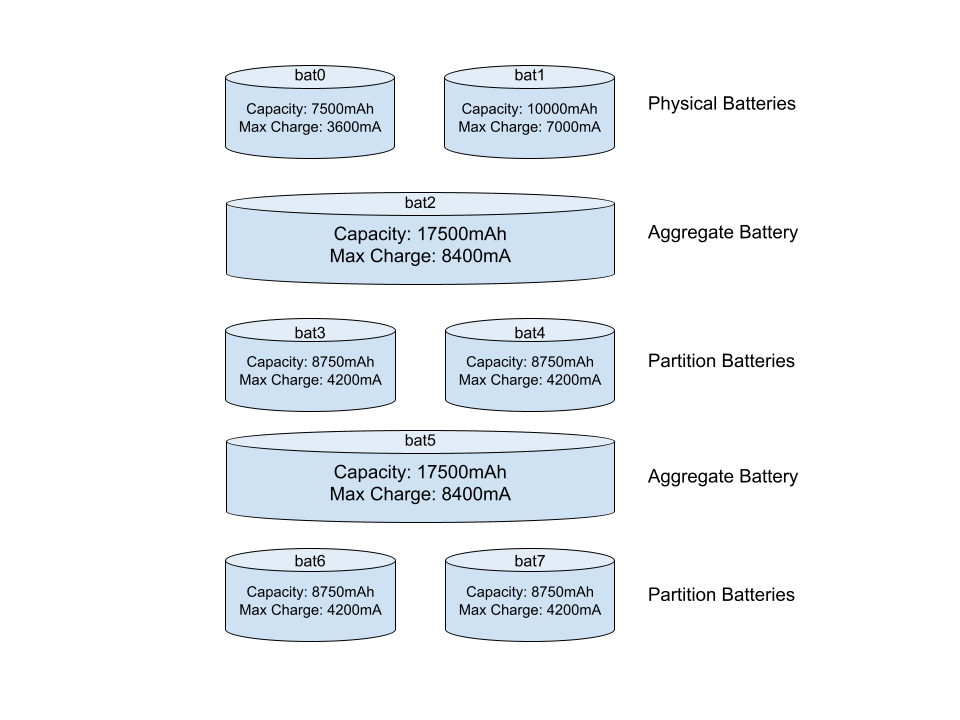 bat0
Capacity: 7500mAh
Max Charge: 3600mA
bat1
Capacity: 10000mAh
Max Charge: 7000mA
Physical Batteries
bat2
Capacity: 17500mAh
Max Charge: 8400mA
Aggregate Battery
bat3
Capacity: 8750mAh
Max Charge: 4200mA
bat4
Capacity: 8750mAh
Max Charge: 4200mA
Partition Batteries
bat5
Capacity: 17500mAh
Max Charge: 8400mA
Aggregate Battery
bat6
Capacity: 8750mAh
Max Charge: 4200mA
bat7
Capacity: 8750mAh
Max Charge: 4200mA
Partition Batteries